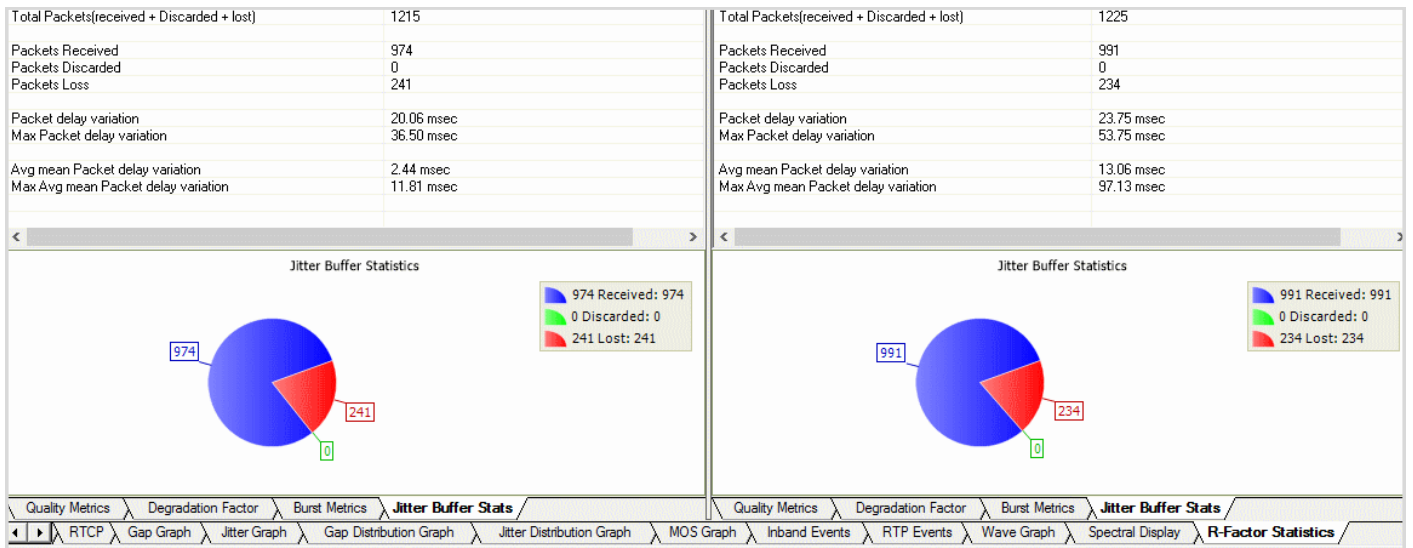 Total Packets(received + Discarded + lost) 1215
Packets Received 974
Packets Discarded 0
Packets Loss 241
Packet delay variation 20.06 msec
Max Packet delay variation 36.50 msec
Avg mean Packet delay variation 2.44 msec
Max Avg mean Packet delay variation 11.81 msec
Jitter Buffer Statistics
974 Received: 974
0 Discarded: 0
241 Lost: 241
974
241
0
Quality Metrics Degradation Factor Burst Metrics Jitter Buffer Stats
Total Packets(received + Discarded + lost) 1225
Packets Received 991
Packets Discarded 0
Packets Loss 234
Packet delay variation 23.75 msec
Max Packet delay variation 53.75 msec
Avg mean Packet delay variation 13.06 msec
Max Avg mean Packet delay variation 97.13 msec
Jitter Buffer Statistics
991 Received: 991
0 Discarded: 0
234 Lost: 234
991
234
0
Quality Metrics Degradation Factor Burst Metrics Jitter Buffer Stats
RTCP Gap Graph Jitter Graph Gap Distribution Graph Jitter Distribution Graph MOS Graph Inband Events RTP Events Wave Graph Spectral Display R-Factor Statistics